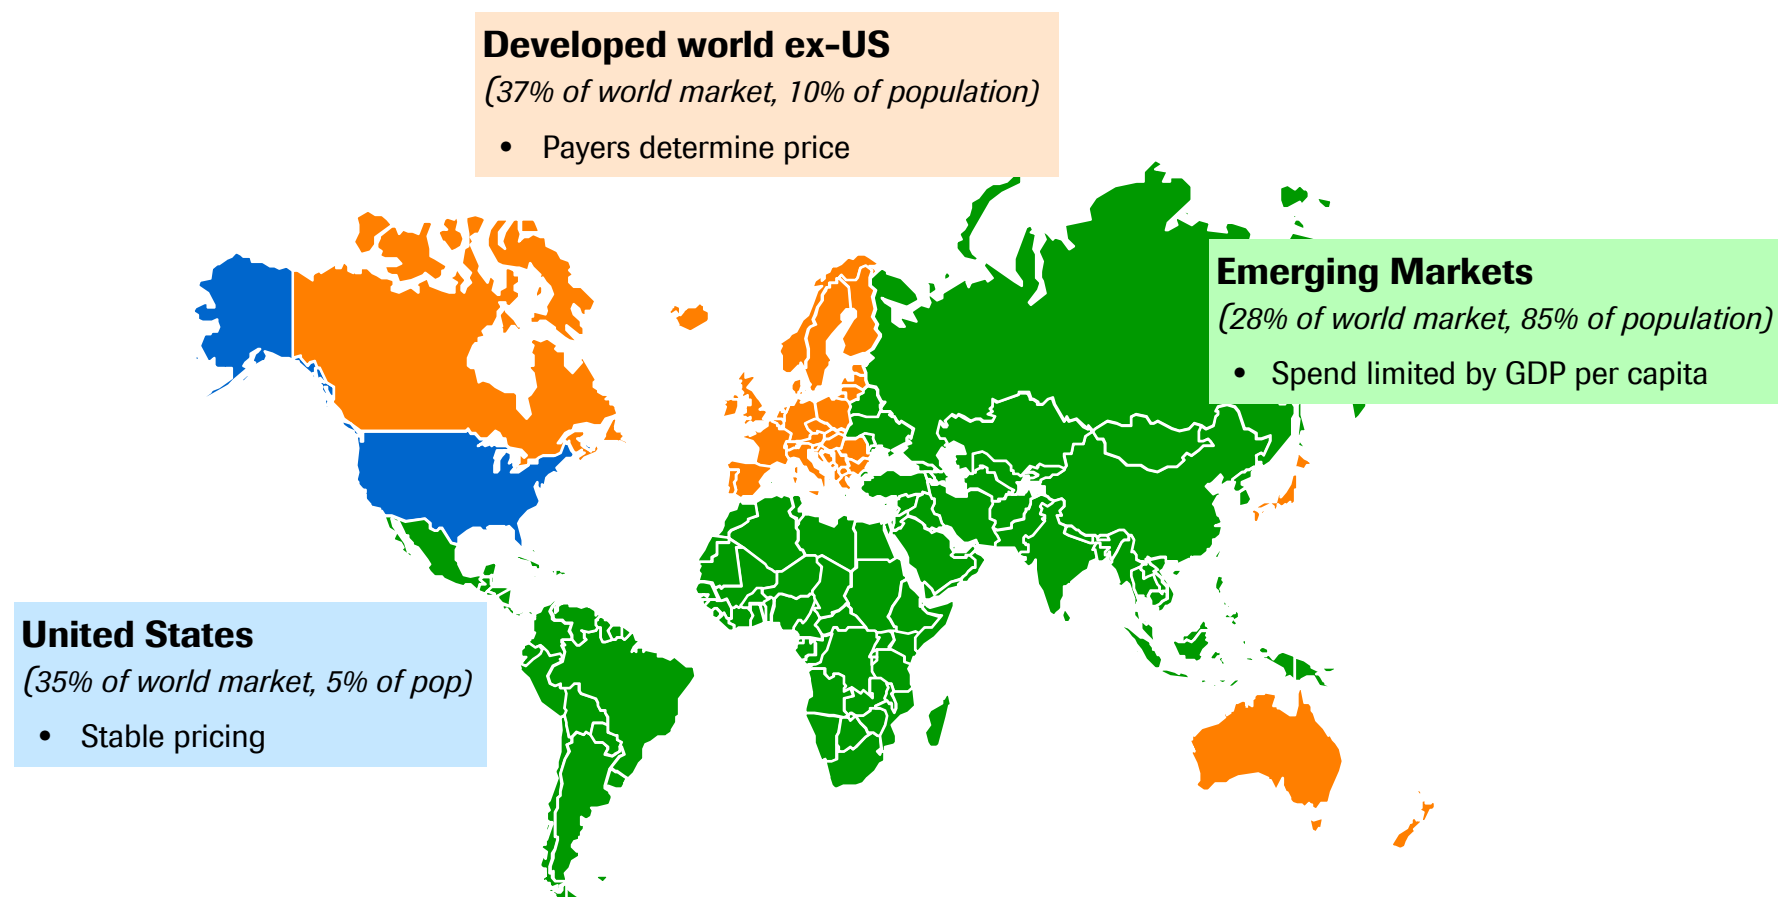 Developed world ex-US
(37% of world market, 10% of population)
• Payers determine price
Emerging Markets
(28% of world market, 85% of population)
• Spend limited by GDP per capita
United States
(35% of world market, 5% of pop)
• Stable pricing